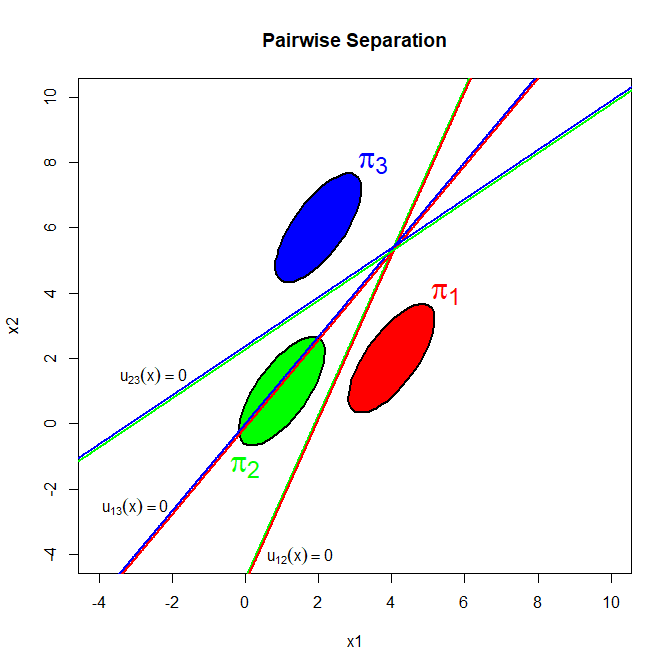 Pairwise Separation
π3
π1
u23(x) = 0
π2
u13(x) = 0
u12(x) = 0
10
8
6
4
2
0
-2
-4
x2
-4 -2 0 2 4 6 8 10
x1